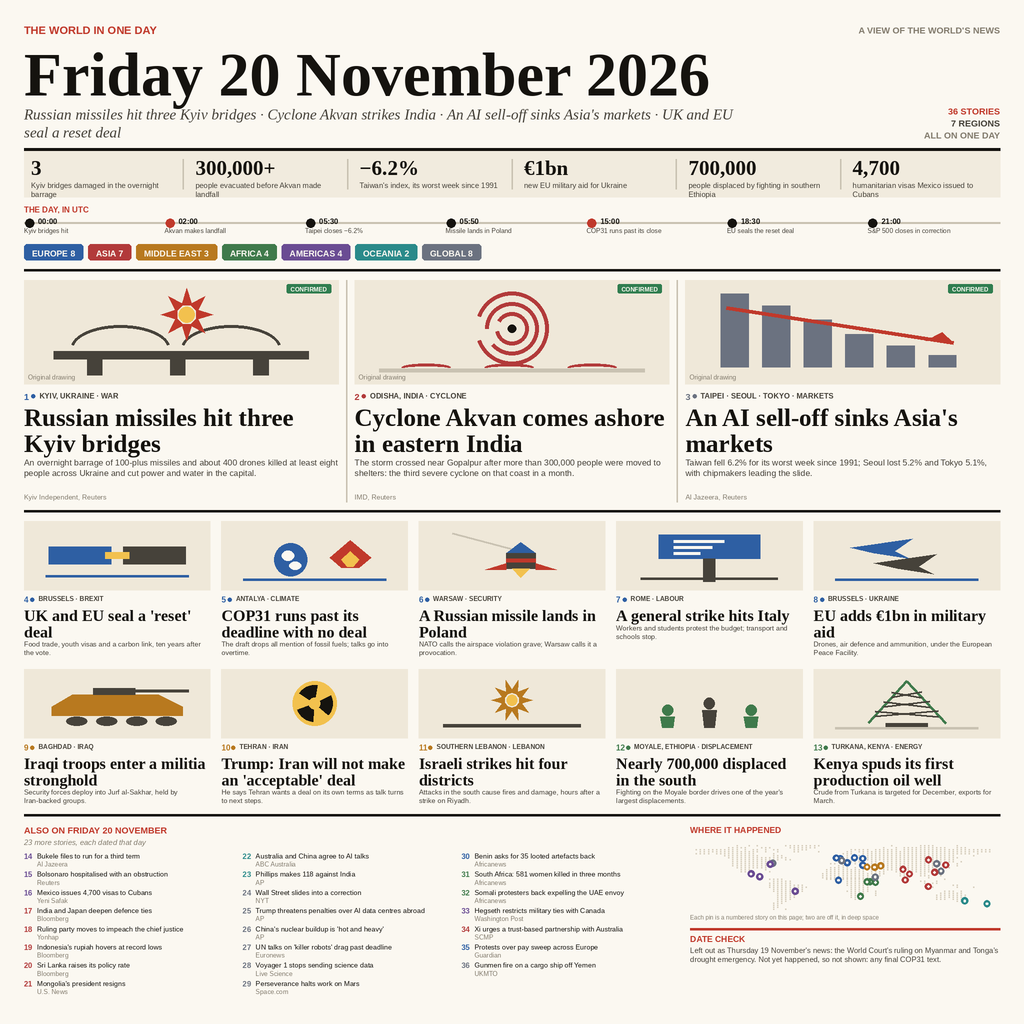 THE WORLD IN ONE DAY
A VIEW OF THE WORLD'S NEWS
Friday 20 November 2026
Russian missiles hit three Kyiv bridges · Cyclone Akvan strikes India · An AI sell-off sinks Asia's markets · UK and EU
seal a reset deal
36 STORIES
7 REGIONS
ALL ON ONE DAY
3
Kyiv bridges damaged in the overnight
barrage
300,000+
people evacuated before Akvan made
landfall
−6.2%
Taiwan's index, its worst week since 1991
€1bn
new EU military aid for Ukraine
700,000
people displaced by fighting in southern
Ethiopia
4,700
humanitarian visas Mexico issued to
Cubans
THE DAY, IN UTC
00:00
Kyiv bridges hit
02:00
Akvan makes landfall
05:30
Taipei closes −6.2%
05:50
Missile lands in Poland
15:00
COP31 runs past its close
18:30
EU seals the reset deal
21:00
S&P 500 closes in correction
EUROPE 8
ASIA 7
MIDDLE EAST 3
AFRICA 4
AMERICAS 4
OCEANIA 2
GLOBAL 8
CONFIRMED
Original drawing
1 KYIV, UKRAINE · WAR
Russian missiles hit three
Kyiv bridges
An overnight barrage of 100-plus missiles and about 400 drones killed at least eight
people across Ukraine and cut power and water in the capital.
Kyiv Independent, Reuters
CONFIRMED
Original drawing
2 ODISHA, INDIA · CYCLONE
Cyclone Akvan comes ashore
in eastern India
The storm crossed near Gopalpur after more than 300,000 people were moved to
shelters: the third severe cyclone on that coast in a month.
IMD, Reuters
CONFIRMED
Original drawing
3 TAIPEI · SEOUL · TOKYO · MARKETS
An AI sell-off sinks Asia's
markets
Taiwan fell 6.2% for its worst week since 1991; Seoul lost 5.2% and Tokyo 5.1%,
with chipmakers leading the slide.
Al Jazeera, Reuters
4 BRUSSELS · BREXIT
UK and EU seal a 'reset'
deal
Food trade, youth visas and a carbon link, ten years after
the vote.
5 ANTALYA · CLIMATE
COP31 runs past its
deadline with no deal
The draft drops all mention of fossil fuels; talks go into
overtime.
6 WARSAW · SECURITY
A Russian missile lands in
Poland
NATO calls the airspace violation grave; Warsaw calls it a
provocation.
7 ROME · LABOUR
A general strike hits Italy
Workers and students protest the budget; transport and
schools stop.
8 BRUSSELS · UKRAINE
EU adds €1bn in military
aid
Drones, air defence and ammunition, under the European
Peace Facility.
9 BAGHDAD · IRAQ
Iraqi troops enter a militia
stronghold
Security forces deploy into Jurf al-Sakhar, held by
Iran-backed groups.
10 TEHRAN · IRAN
Trump: Iran will not make
an 'acceptable' deal
He says Tehran wants a deal on its own terms as talk turns
to next steps.
11 SOUTHERN LEBANON · LEBANON
Israeli strikes hit four
districts
Attacks in the south cause fires and damage, hours after a
strike on Riyadh.
12 MOYALE, ETHIOPIA · DISPLACEMENT
Nearly 700,000 displaced
in the south
Fighting on the Moyale border drives one of the year's
largest displacements.
13 TURKANA, KENYA · ENERGY
Kenya spuds its first
production oil well
Crude from Turkana is targeted for December, exports for
March.
ALSO ON FRIDAY 20 NOVEMBER
23 more stories, each dated that day
14 Bukele files to run for a third term
Al Jazeera
15 Bolsonaro hospitalised with an obstruction
Reuters
16 Mexico issues 4,700 visas to Cubans
Yeni Safak
17 India and Japan deepen defence ties
Bloomberg
18 Ruling party moves to impeach the chief justice
Yonhap
19 Indonesia's rupiah hovers at record lows
Bloomberg
20 Sri Lanka raises its policy rate
Bloomberg
21 Mongolia's president resigns
U.S. News
22 Australia and China agree to AI talks
ABC Australia
23 Phillips makes 118 against India
AP
24 Wall Street slides into a correction
NYT
25 Trump threatens penalties over AI data centres abroad
AP
26 China's nuclear buildup is 'hot and heavy'
AP
27 UN talks on 'killer robots' drag past deadline
Euronews
28 Voyager 1 stops sending science data
Live Science
29 Perseverance halts work on Mars
Space.com
30 Benin asks for 35 looted artefacts back
Africanews
31 South Africa: 581 women killed in three months
Africanews
32 Somali protesters back expelling the UAE envoy
Africanews
33 Hegseth restricts military ties with Canada
Washington Post
34 Xi urges a trust-based partnership with Australia
SCMP
35 Protests over pay sweep across Europe
Guardian
36 Gunmen fire on a cargo ship off Yemen
UKMTO
WHERE IT HAPPENED
Each pin is a numbered story on this page; two are off it, in deep space
DATE CHECK
Left out as Thursday 19 November's news: the World Court's ruling on Myanmar and Tonga's
drought emergency. Not yet happened, so not shown: any final COP31 text.